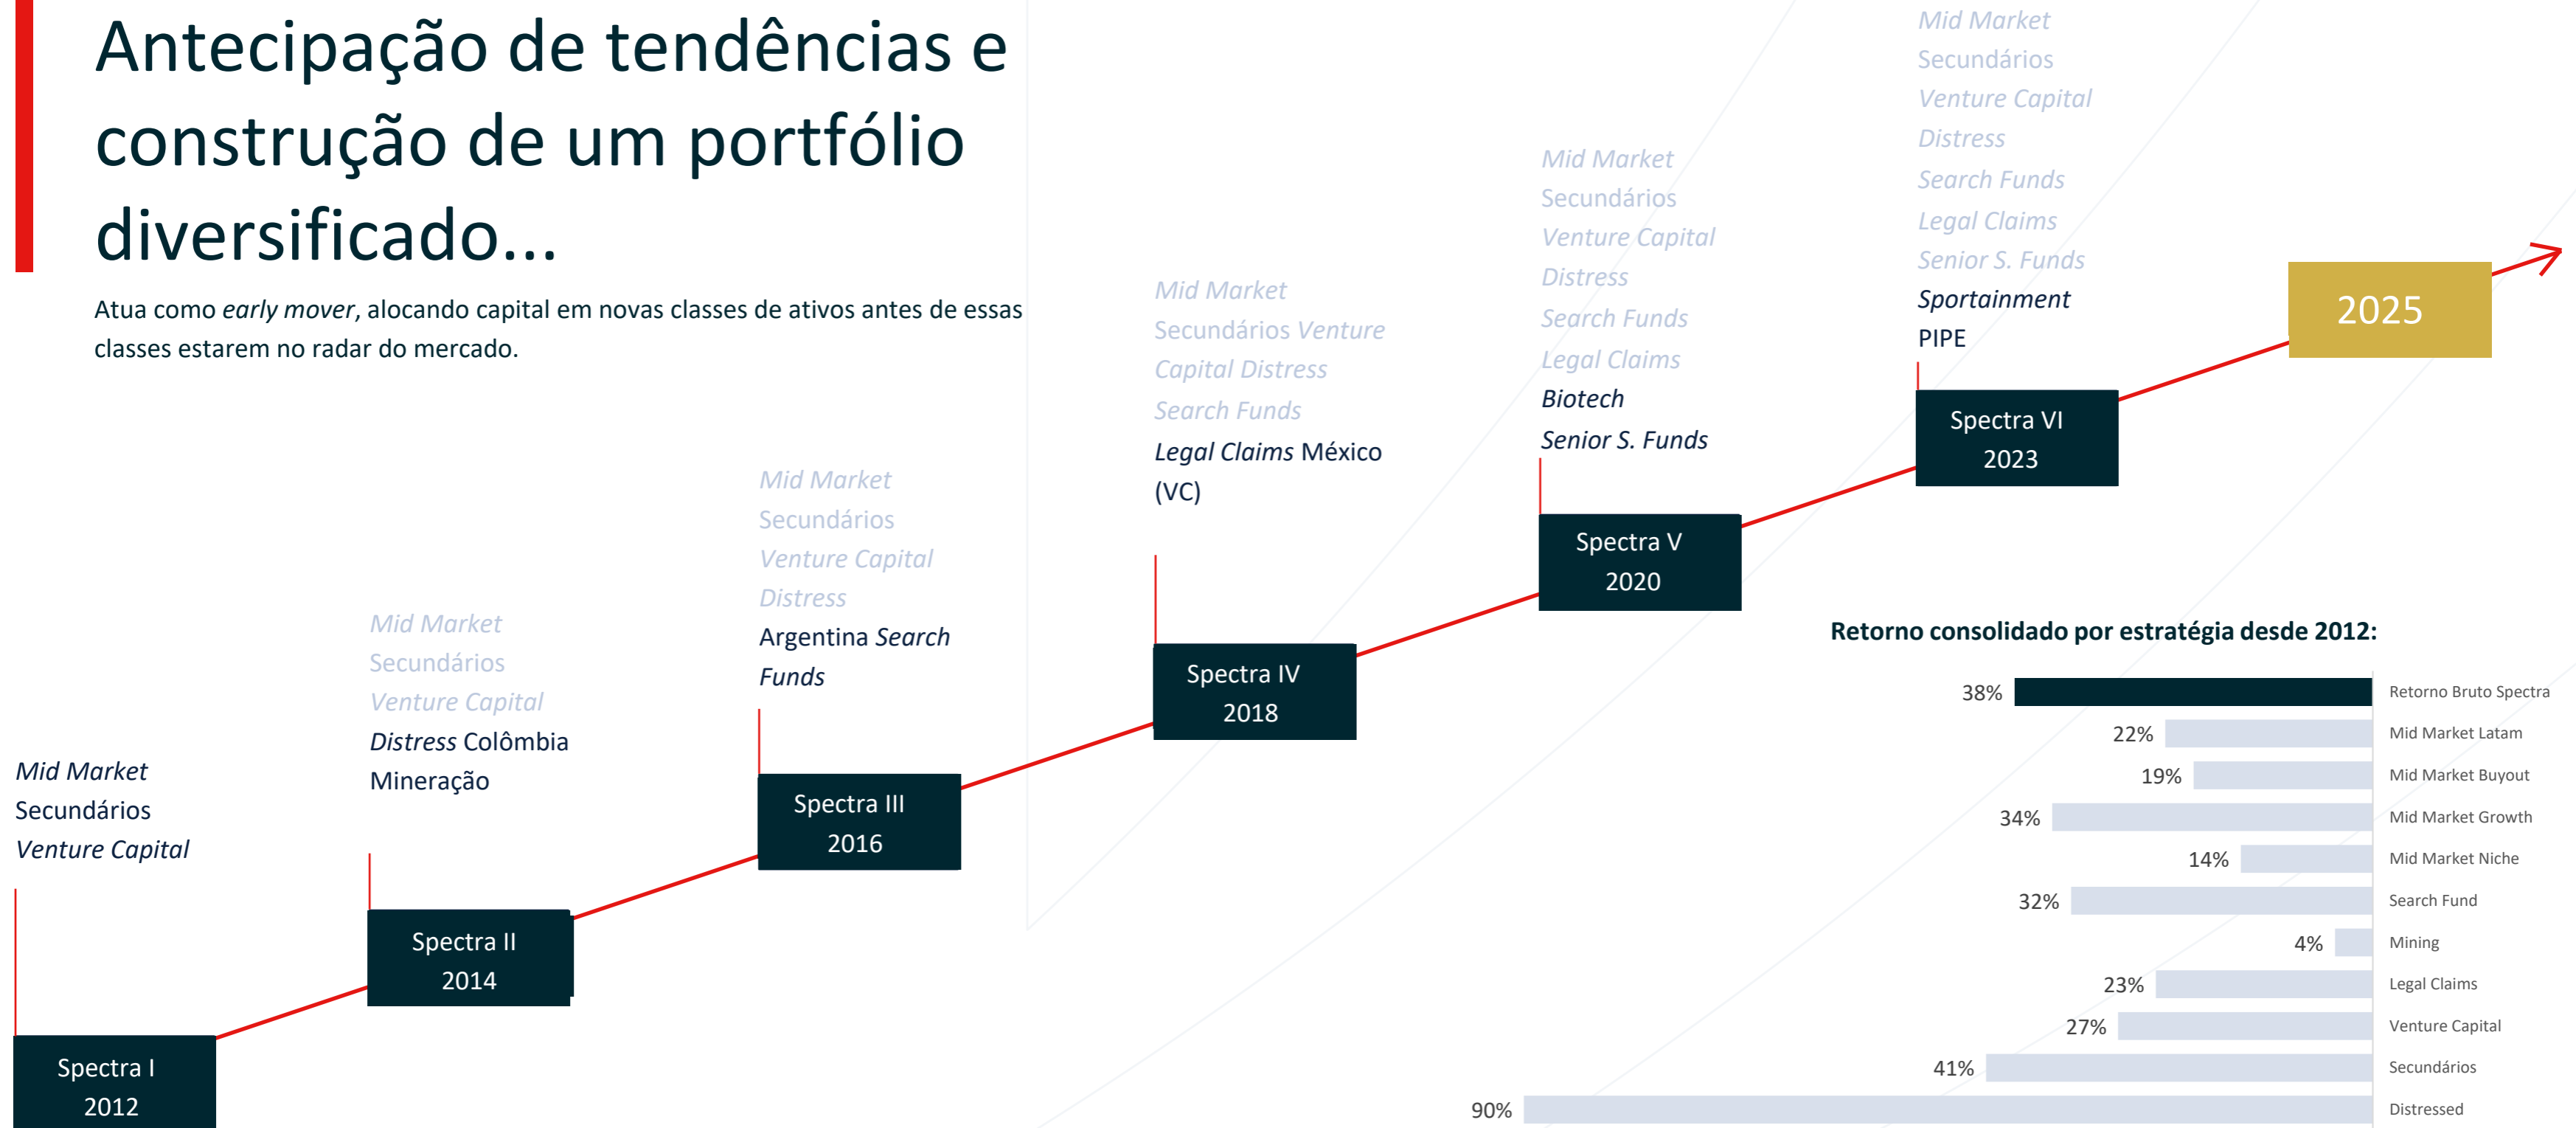 Antecipação de tendências e
construção de um portfólio
diversificado...
Atua como early mover, alocando capital em novas classes de ativos antes de essas
classes estarem no radar do mercado.
Mid Market
Secundários
Venture Capital
Spectra I
2012
Mid Market
Secundários
Venture Capital
Distress Colômbia
Mineração
Spectra II
2014
Mid Market
Secundários
Venture Capital
Distress
Argentina Search
Funds
Spectra III
2016
Mid Market
Secundários Venture
Capital Distress
Search Funds
Legal Claims México
(VC)
Spectra IV
2018
Mid Market
Secundários
Venture Capital
Distress
Search Funds
Legal Claims
Biotech
Senior S. Funds
Spectra V
2020
Mid Market
Secundários
Venture Capital
Distress
Search Funds
Legal Claims
Senior S. Funds
Sportainment
PIPE
Spectra VI
2023
2025
Retorno consolidado por estratégia desde 2012:
38% Retorno Bruto Spectra
22% Mid Market Latam
19% Mid Market Buyout
34% Mid Market Growth
14% Mid Market Niche
32% Search Fund
4% Mining
23% Legal Claims
27% Venture Capital
41% Secundários
90% Distressed